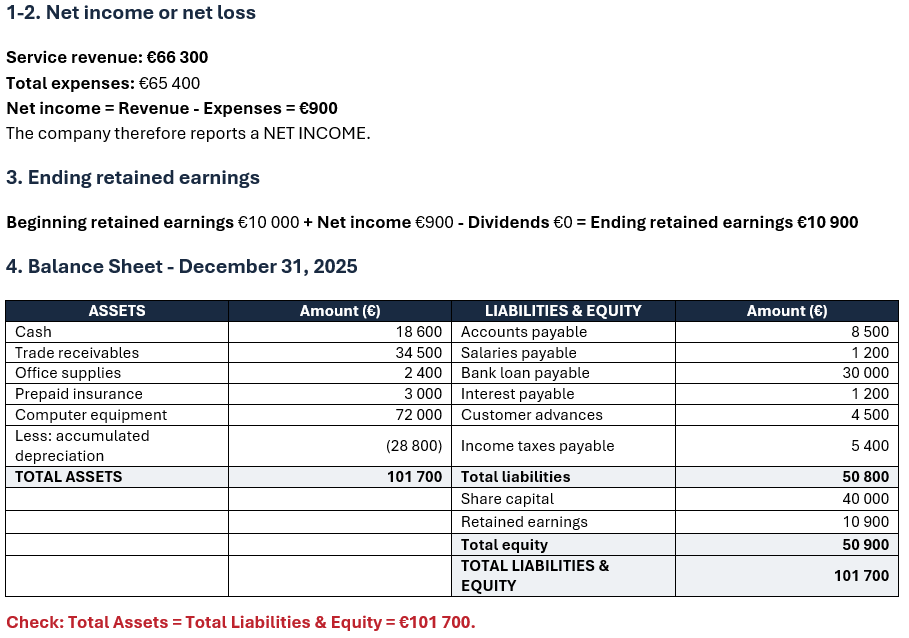 1-2. Net income or net loss
Service revenue: €66 300
Total expenses: €65 400
Net income = Revenue - Expenses = €900
The company therefore reports a NET INCOME.
3. Ending retained earnings
Beginning retained earnings €10 000 + Net income €900 - Dividends €0 = Ending retained earnings €10 900
4. Balance Sheet - December 31, 2025
ASSETS Amount (€) LIABILITIES & EQUITY Amount (€)
Cash 18 600 Accounts payable 8 500
Trade receivables 34 500 Salaries payable 1 200
Office supplies 2 400 Bank loan payable 30 000
Prepaid insurance 3 000 Interest payable 1 200
Computer equipment 72 000 Customer advances 4 500
Less: accumulated
depreciation (28 800) Income taxes payable 5 400
TOTAL ASSETS 101 700 Total liabilities 50 800
Share capital 40 000
Retained earnings 10 900
Total equity 50 900
TOTAL LIABILITIES &
EQUITY 101 700
Check: Total Assets = Total Liabilities & Equity = €101 700.